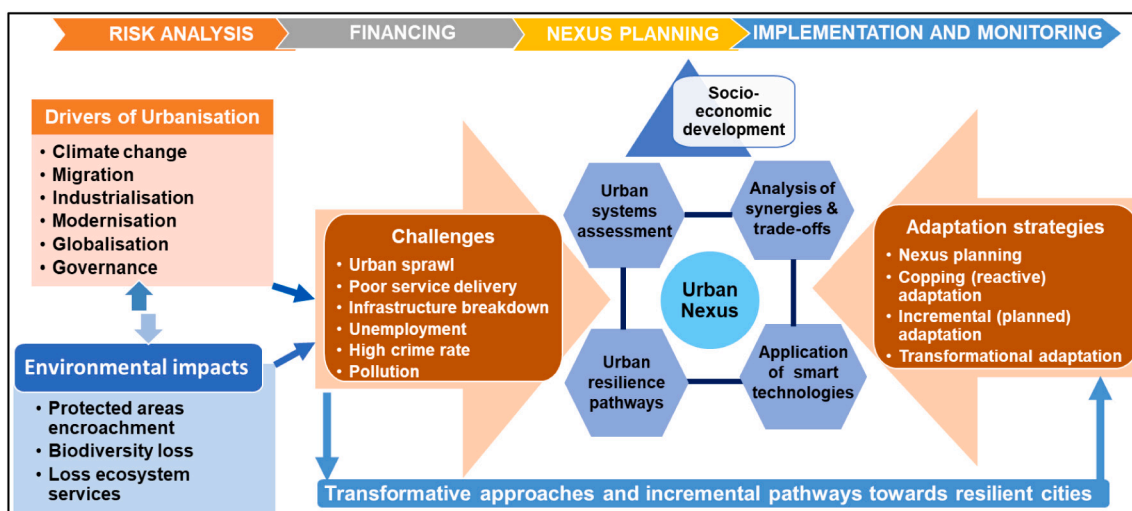 RISK ANALYSIS
FINANCING
NEXUS PLANNING
IMPLEMENTATION AND MONITORING
Drivers of Urbanisation
• Climate change
• Migration
• Industrialisation
• Modernisation
• Globalisation
• Governance
Environmental impacts
• Protected areas
encroachment
• Biodiversity loss
• Loss ecosystem
services
Challenges
• Urban sprawl
• Poor service delivery
• Infrastructure breakdown
• Unemployment
• High crime rate
• Pollution
Socio-
economic
development
Urban
systems
assessment
Analysis of
synergies &
trade-offs
Urban
Nexus
Urban
resilience
pathways
Application
of smart
technologies
Adaptation strategies
• Nexus planning
• Copping (reactive)
adaptation
• Incremental (planned)
adaptation
• Transformational adaptation
Transformative approaches and incremental pathways towards resilient cities